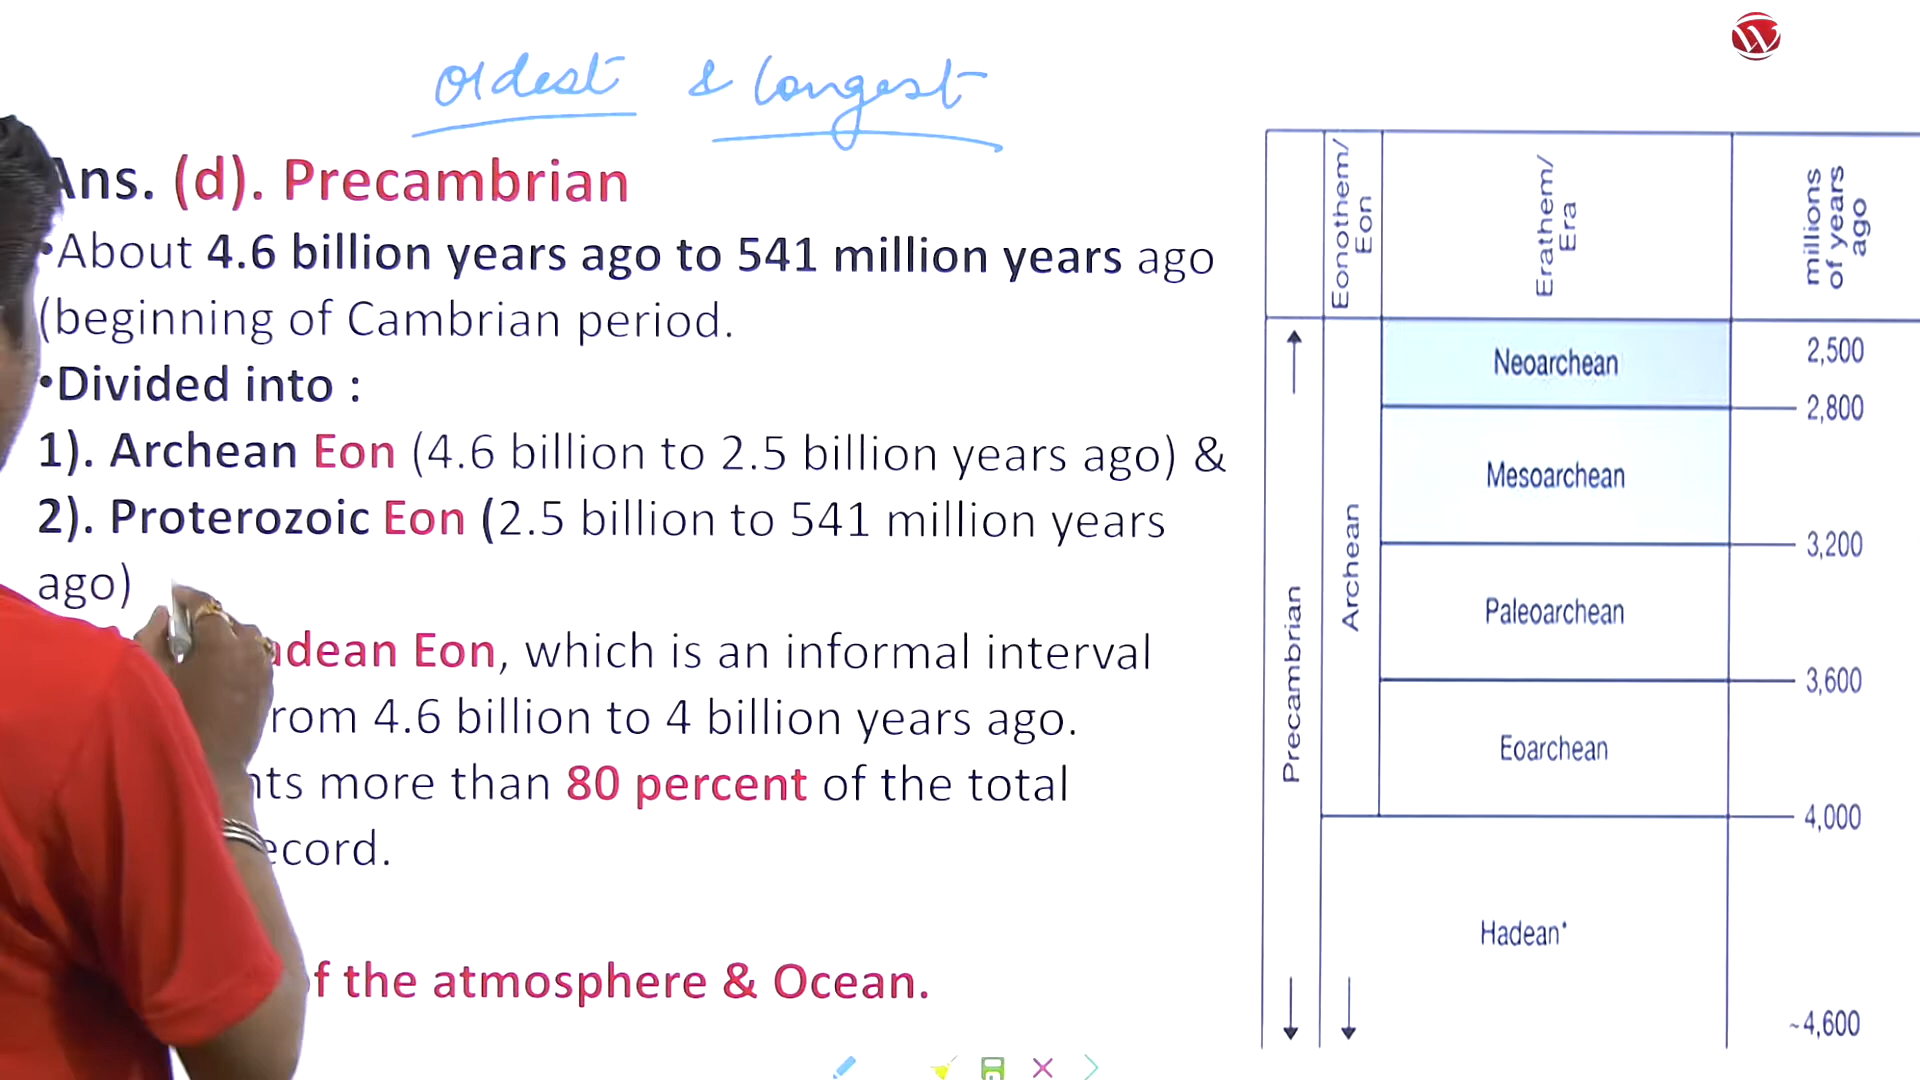 oldest & longest
Ans. (d). Precambrian
•About 4.6 billion years ago to 541 million years ago
(beginning of Cambrian period.
•Divided into :
1). Archean Eon (4.6 billion to 2.5 billion years ago) &
2). Proterozoic Eon (2.5 billion to 541 million years
ago)
Eon, which is an informal interval
4.6 billion to 4 billion years ago.
more than 80 percent of the total
the atmosphere & Ocean.
Eonothem/
Eon
Erathem/
Era
millions
of years
ago
Precambrian
Archean
Neoarchean
2,500
2,800
Mesoarchean
3,200
Paleoarchean
3,600
Eoarchean
4,000
Hadean*
~4,600